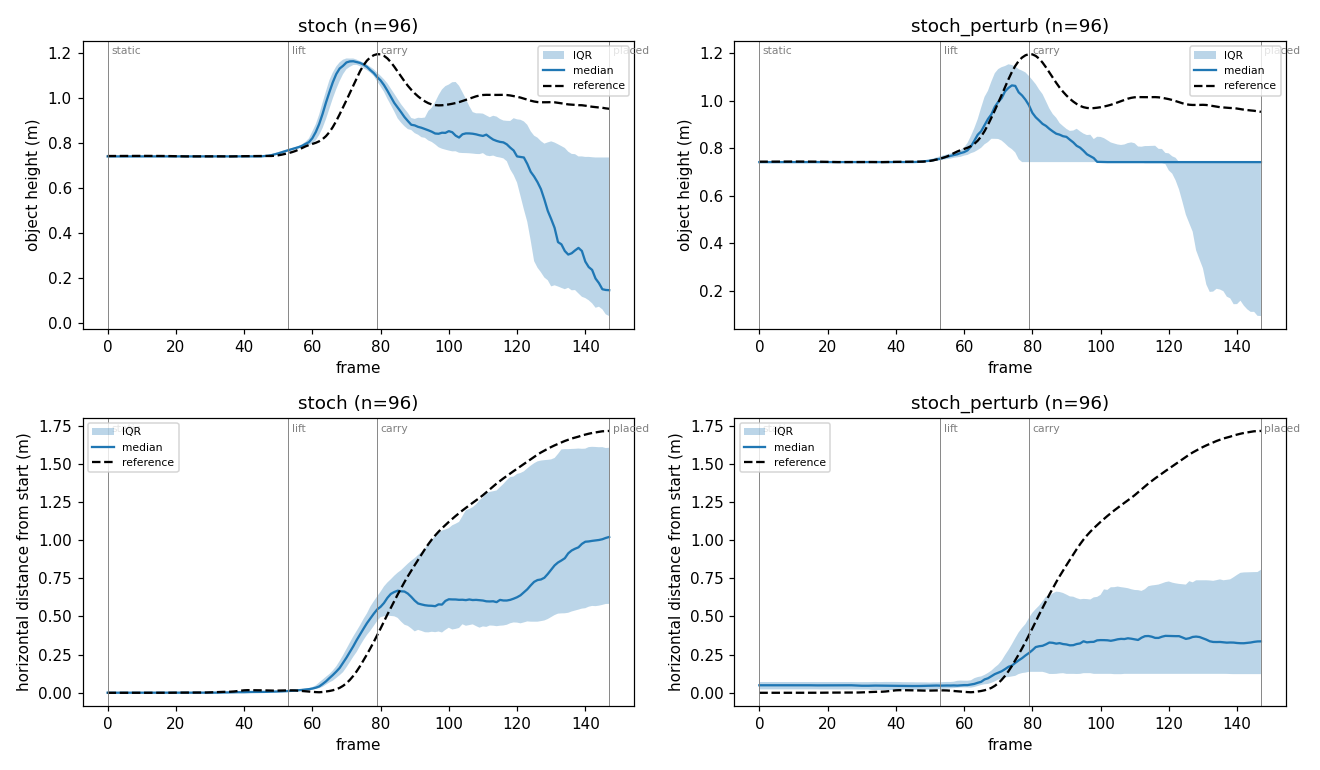 stoch (n=96)
static
lift
carry
placed
IQR
median
reference
1.2
1.0
0.8
0.6
0.4
0.2
0.0
object height (m)
0
20
40
60
80
100
120
140
frame
stoch_perturb (n=96)
static
lift
carry
placed
IQR
median
reference
1.2
1.0
0.8
0.6
0.4
0.2
object height (m)
0
20
40
60
80
100
120
140
frame
stoch (n=96)
lift
carry
placed
IQR
median
reference
1.75
1.50
1.25
1.00
0.75
0.50
0.25
0.00
horizontal distance from start (m)
0
20
40
60
80
100
120
140
frame
stoch_perturb (n=96)
lift
carry
placed
IQR
median
reference
1.75
1.50
1.25
1.00
0.75
0.50
0.25
0.00
horizontal distance from start (m)
0
20
40
60
80
100
120
140
frame